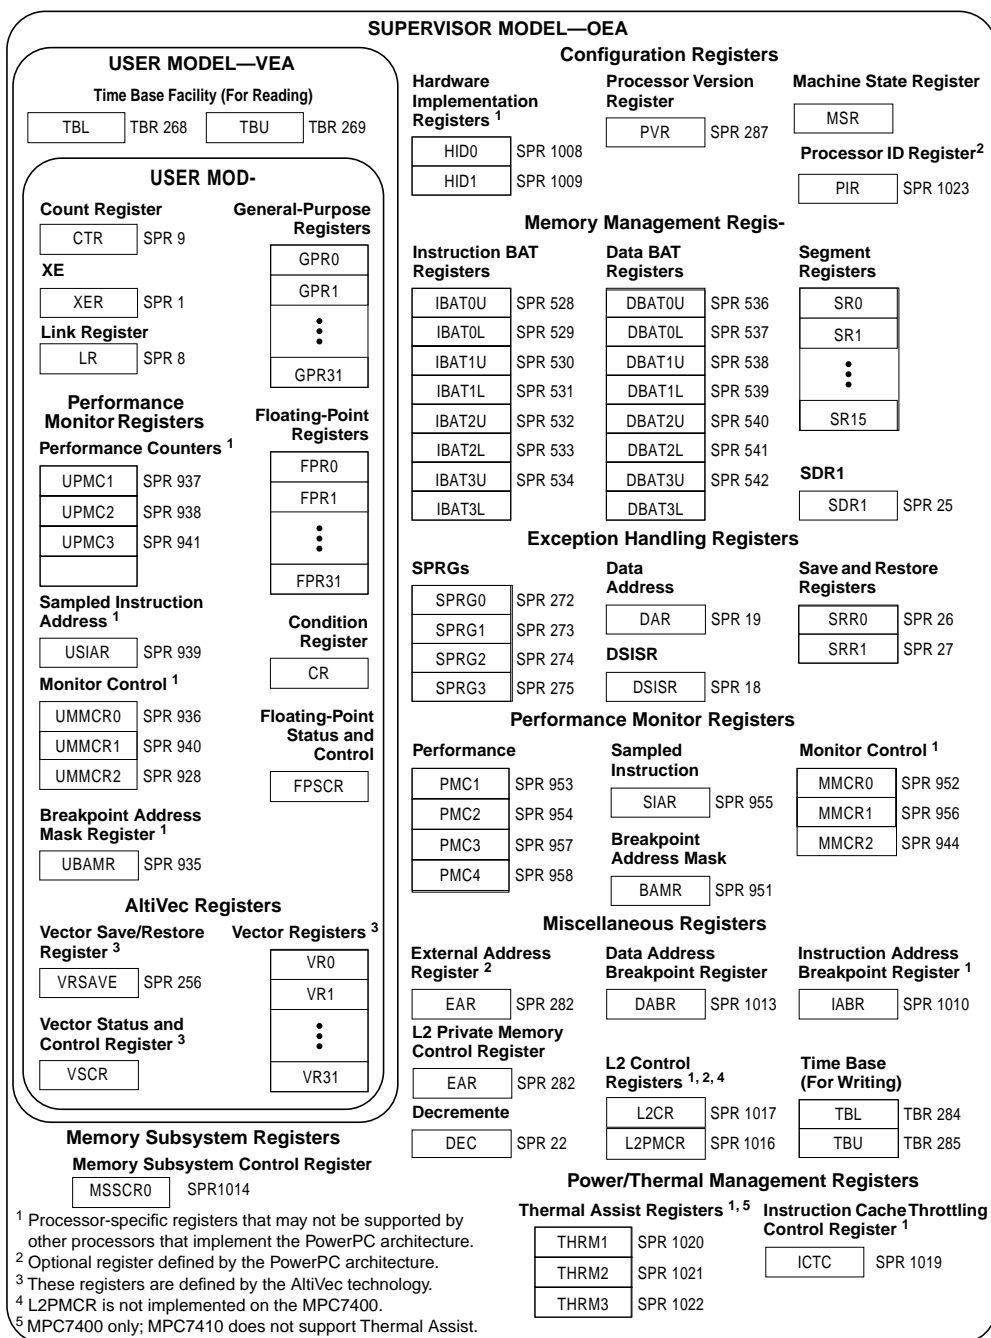 SUPERVISOR MODEL—OEA
USER MODEL—VEA
Time Base Facility (For Reading)
TBL TBR 268 TBU TBR 269
USER MOD-
Count Register
CTR SPR 9
XE
XER SPR 1
Link Register
LR SPR 8
General-Purpose
Registers
GPR0
GPR1
GPR31
Performance
Monitor Registers
Performance Counters 1
UPMC1 SPR 937
UPMC2 SPR 938
UPMC3 SPR 941
Floating-Point
Registers
FPR0
FPR1
FPR31
Sampled Instruction
Address 1
USIAR SPR 939
Condition
Register
CR
Monitor Control 1
UMMCR0 SPR 936
UMMCR1 SPR 940
UMMCR2 SPR 928
Floating-Point
Status and
Control
FPSCR
Breakpoint Address
Mask Register 1
UBAMR SPR 935
AltiVec Registers
Vector Save/Restore
Register 3
VRSAVE SPR 256
Vector Status and
Control Register 3
VSCR
Vector Registers 3
VR0
VR1
VR31
Configuration Registers
Hardware
Implementation
Registers 1
HID0 SPR 1008
HID1 SPR 1009
Processor Version
Register
PVR SPR 287
Machine State Register
MSR
Processor ID Register2
PIR SPR 1023
Memory Management Regis-
Instruction BAT
Registers
IBAT0U SPR 528
IBAT0L SPR 529
IBAT1U SPR 530
IBAT1L SPR 531
IBAT2U SPR 532
IBAT2L SPR 533
IBAT3U SPR 534
IBAT3L
Data BAT
Registers
DBAT0U SPR 536
DBAT0L SPR 537
DBAT1U SPR 538
DBAT1L SPR 539
DBAT2U SPR 540
DBAT2L SPR 541
DBAT3U SPR 542
DBAT3L
Segment
Registers
SR0
SR1
SR15
SDR1
SDR1 SPR 25
Exception Handling Registers
SPRGs
SPRG0 SPR 272
SPRG1 SPR 273
SPRG2 SPR 274
SPRG3 SPR 275
Data
Address
DAR SPR 19
DSISR
DSISR SPR 18
Save and Restore
Registers
SRR0 SPR 26
SRR1 SPR 27
Performance Monitor Registers
Performance
PMC1 SPR 953
PMC2 SPR 954
PMC3 SPR 957
PMC4 SPR 958
Sampled
Instruction
SIAR SPR 955
Breakpoint
Address Mask
BAMR SPR 951
Monitor Control 1
MMCR0 SPR 952
MMCR1 SPR 956
MMCR2 SPR 944
Miscellaneous Registers
External Address
Register 2
EAR SPR 282
L2 Private Memory
Control Register
EAR SPR 282
Decremente
DEC SPR 22
Data Address
Breakpoint Register
DABR SPR 1013
L2 Control
Registers 1, 2, 4
L2CR SPR 1017
L2PMCR SPR 1016
Instruction Address
Breakpoint Register 1
IABR SPR 1010
Time Base
(For Writing)
TBL TBR 284
TBU TBR 285
Memory Subsystem Registers
Memory Subsystem Control Register
MSSCR0 SPR1014
Power/Thermal Management Registers
Thermal Assist Registers 1, 5
THRM1 SPR 1020
THRM2 SPR 1021
THRM3 SPR 1022
Instruction Cache Throttling
Control Register 1
ICTC SPR 1019
1 Processor-specific registers that may not be supported by
other processors that implement the PowerPC architecture.
2 Optional register defined by the PowerPC architecture.
3 These registers are defined by the AltiVec technology.
4 L2PMCR is not implemented on the MPC7400.
5 MPC7400 only; MPC7410 does not support Thermal Assist.